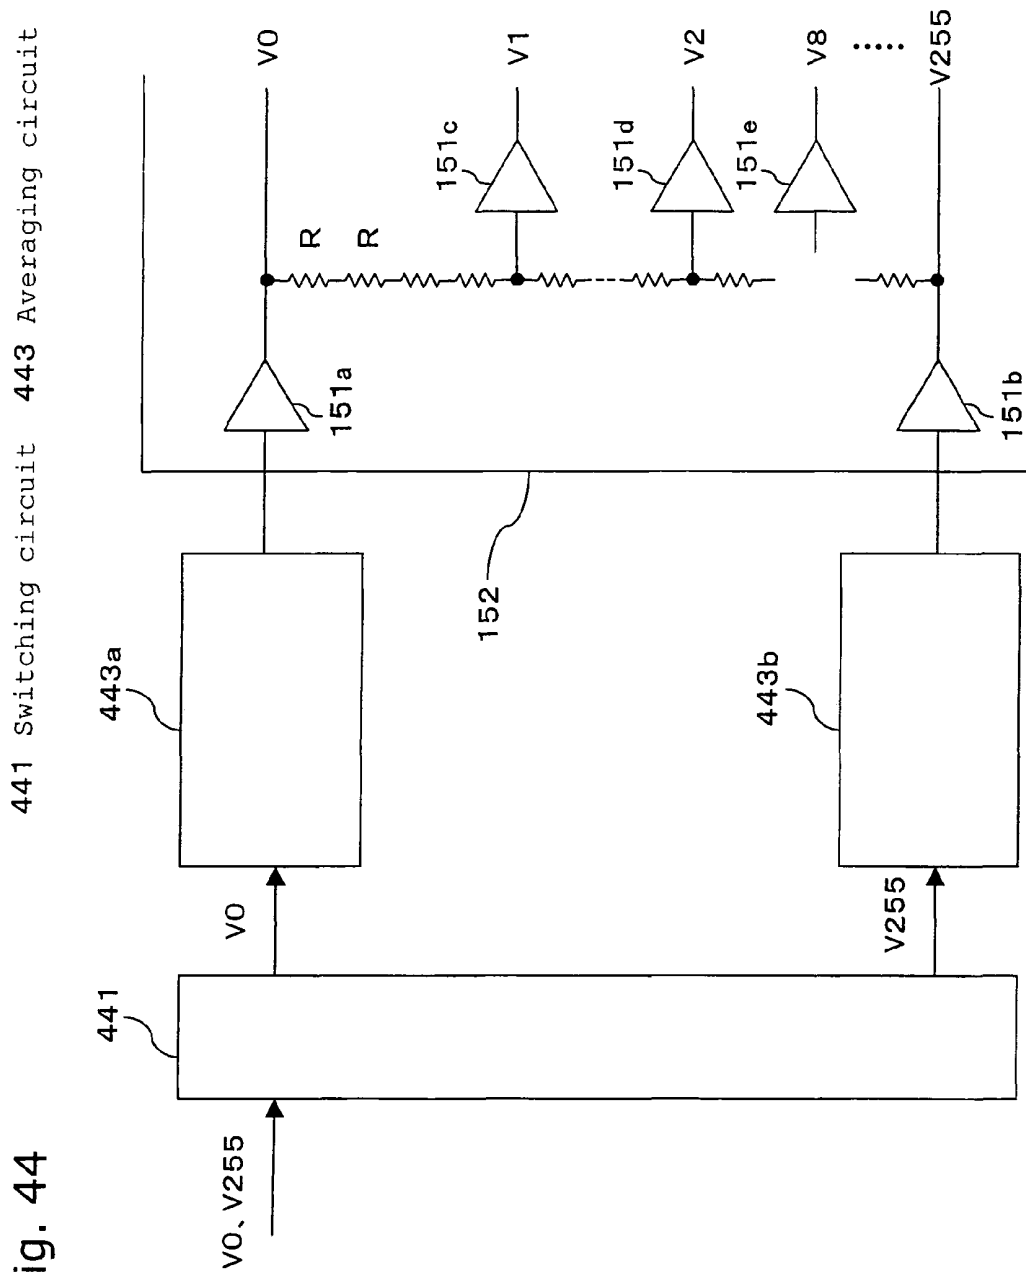 ig. 44
441 Switching circuit 443 Averaging circuit
V0、V255
441
V0
V255
443a
443b
152
151a
151b
R
R
151c
151d
151e
V0
V1
V2
V8
.....
V255